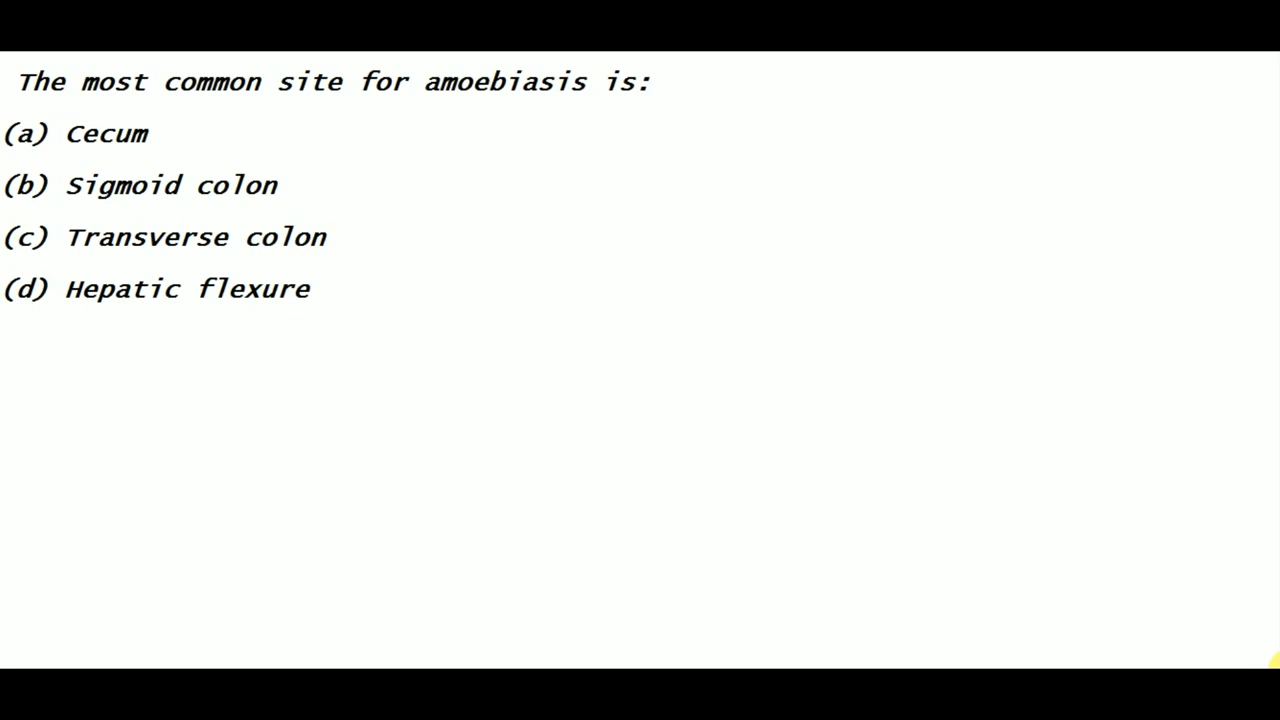 The most common site for amoebiasis is:
(a) Cecum
(b) Sigmoid colon
(c) Transverse colon
(d) Hepatic flexure